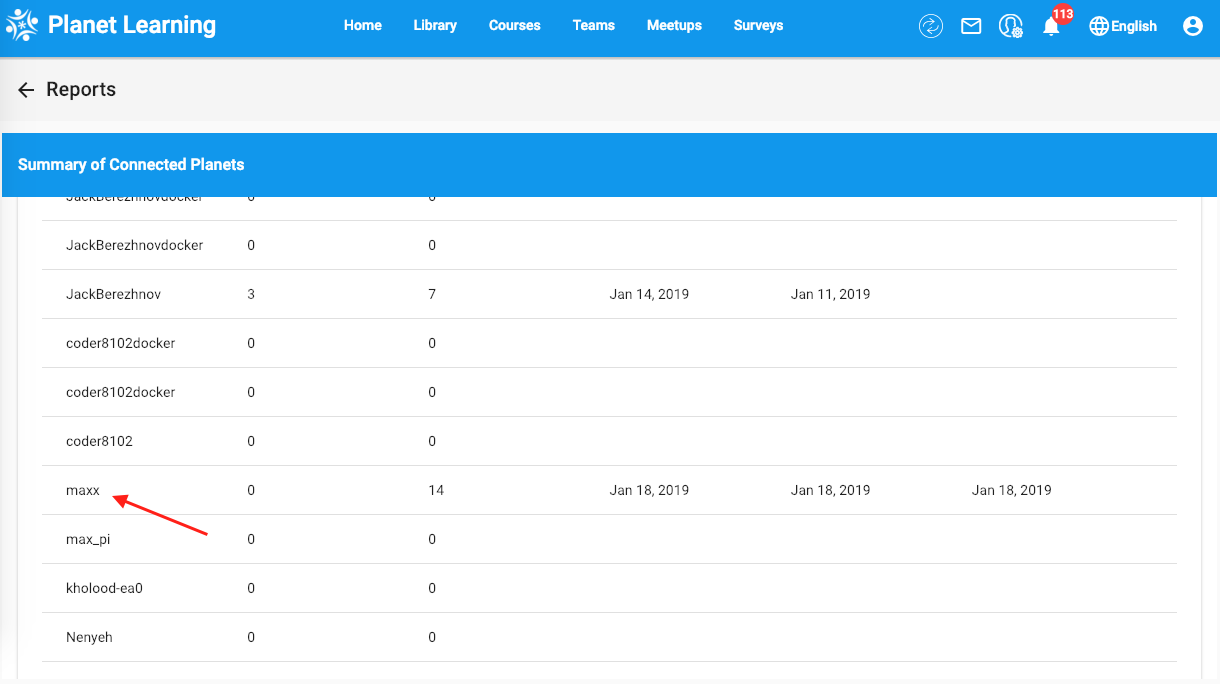 Planet Learning Home Library Courses Teams Meetups Surveys 113 English
Reports
Summary of Connected Planets
JackBerezhnovdocker 0 0
JackBerezhnovdocker 0 0
JackBerezhnov 3 7 Jan 14, 2019 Jan 11, 2019
coder8102docker 0 0
coder8102docker 0 0
coder8102 0 0
maxx 0 14 Jan 18, 2019 Jan 18, 2019 Jan 18, 2019
max_pi 0 0
kholood-ea0 0 0
Nenyeh 0 0